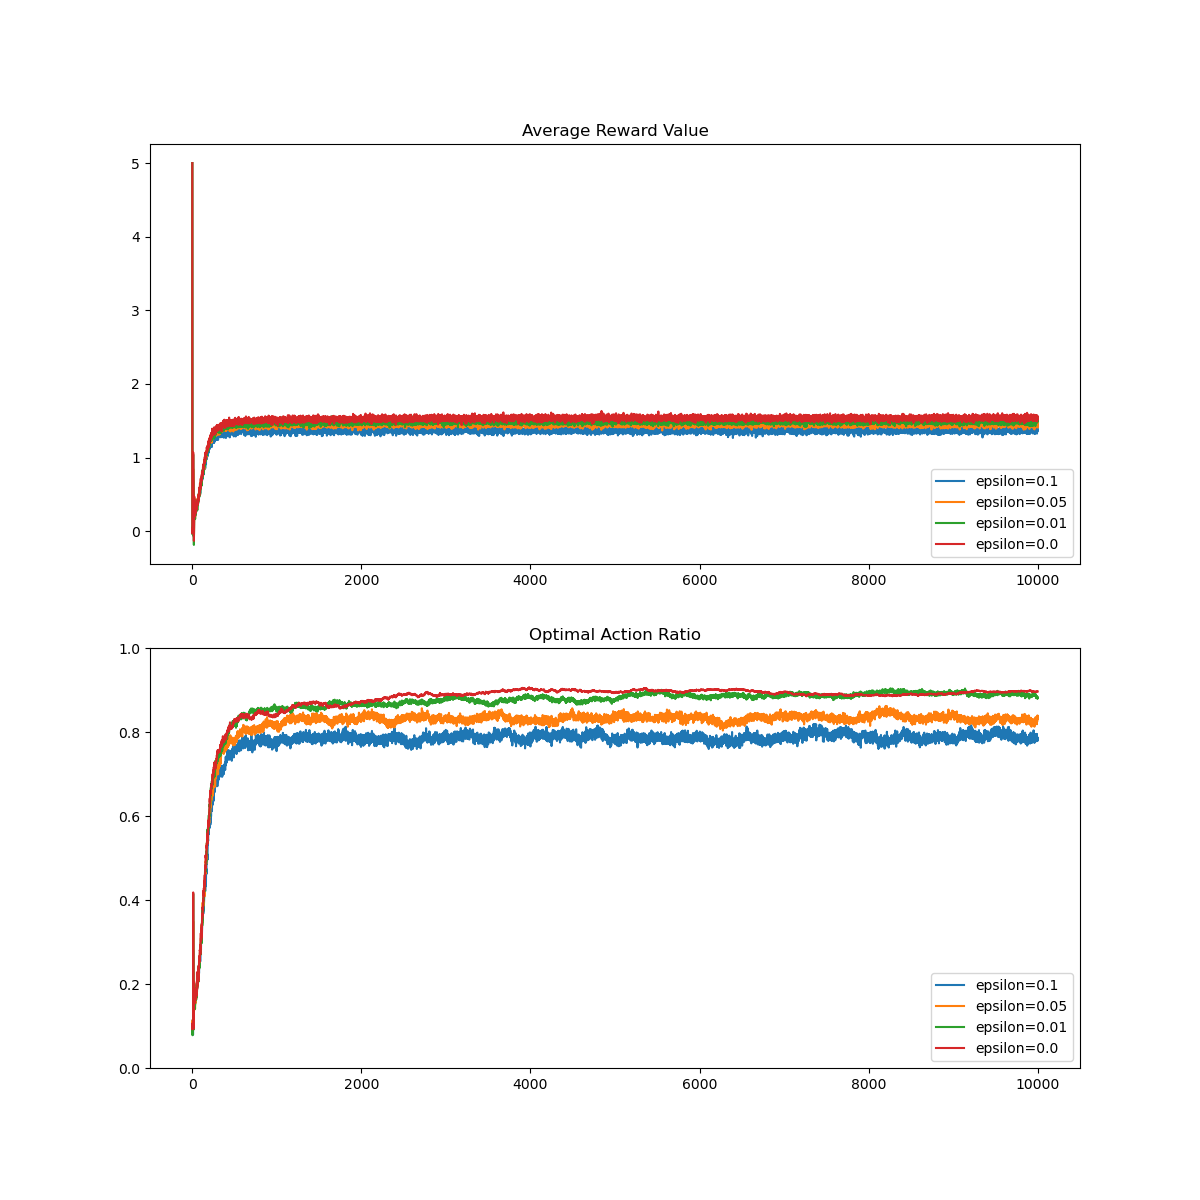 Average Reward Value
5
4
3
2
1
0
0 2000 4000 6000 8000 10000
epsilon=0.1
epsilon=0.05
epsilon=0.01
epsilon=0.0
Optimal Action Ratio
1.0
0.8
0.6
0.4
0.2
0.0
0 2000 4000 6000 8000 10000
epsilon=0.1
epsilon=0.05
epsilon=0.01
epsilon=0.0